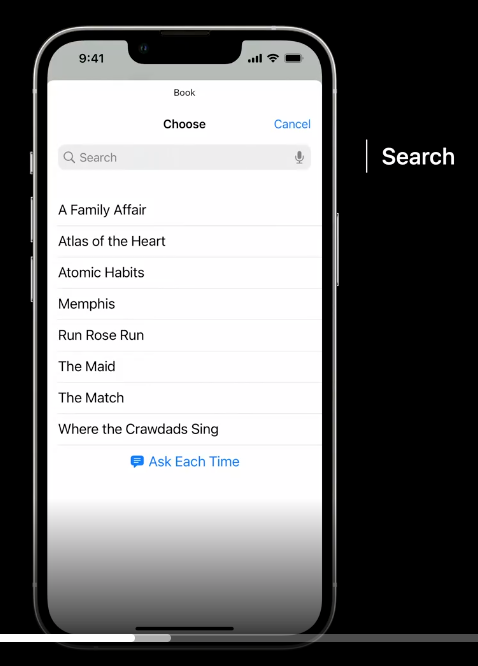 9:41
Book
Choose
Cancel
Search
Search
A Family Affair
Atlas of the Heart
Atomic Habits
Memphis
Run Rose Run
The Maid
The Match
Where the Crawdads Sing
Ask Each Time